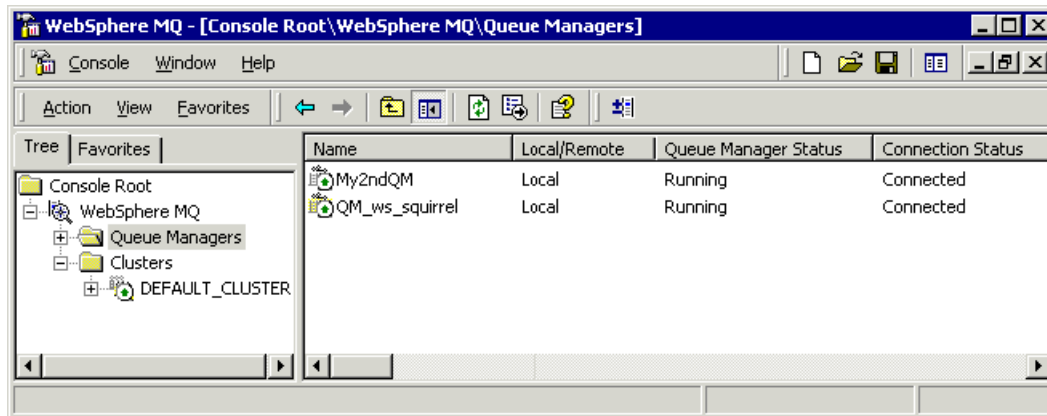 WebSphere MQ - [Console Root\WebSphere MQ\Queue Managers]
Console Window Help
Action View Favorites
Tree Favorites
Name Local/Remote Queue Manager Status Connection Status
Console Root
My2ndQM Local Running Connected
WebSphere MQ
QM_ws_squirrel Local Running Connected
Queue Managers
Clusters
DEFAULT_CLUSTER